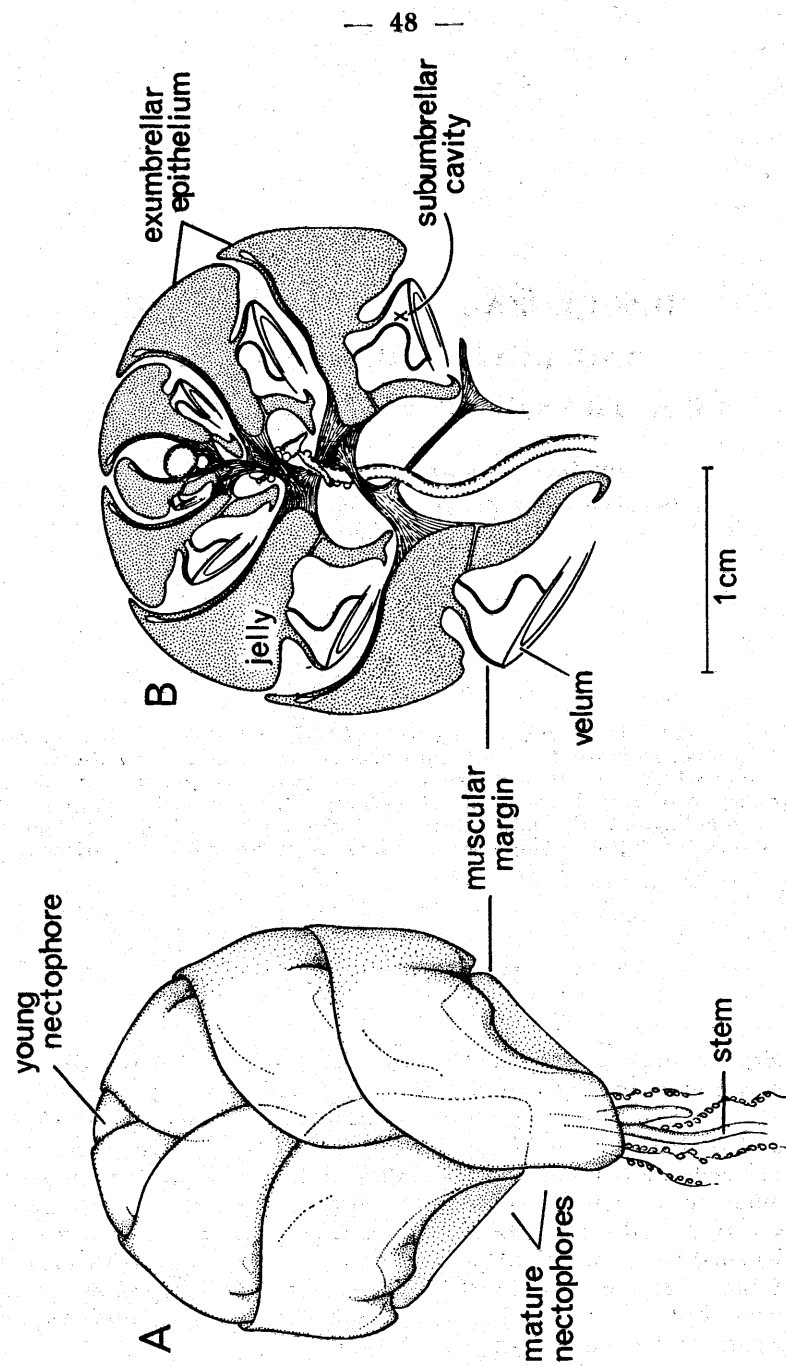 — 48 —
A
young
nectophore
mature
nectophores
stem
muscular
margin
B
exumbrellar
epithelium
subumbrellar
cavity
jelly
x
velum
1 cm